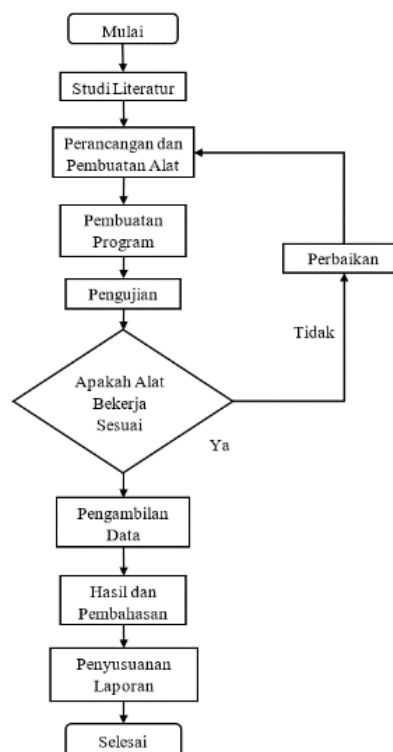 Mulai
Studi Literatur
Perancangan dan
Pembuatan Alat
Pembuatan
Program
Perbaikan
Pengujian
Tidak
Apakah Alat
Bekerja
Sesuai
Ya
Pengambilan
Data
Hasil dan
Pembahasan
Penyusuanan
Laporan
Selesai